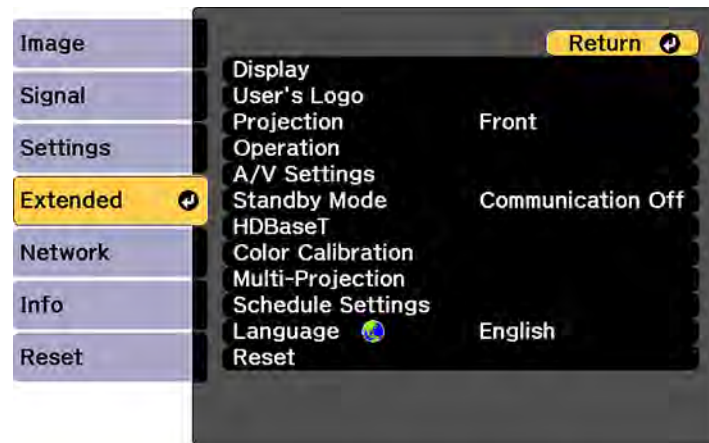 Image
Signal
Settings
Extended
Network
Info
Reset
Return
Display
User's Logo
Projection Front
Operation
A/V Settings
Standby Mode Communication Off
HDBaseT
Color Calibration
Multi-Projection
Schedule Settings
Language English
Reset